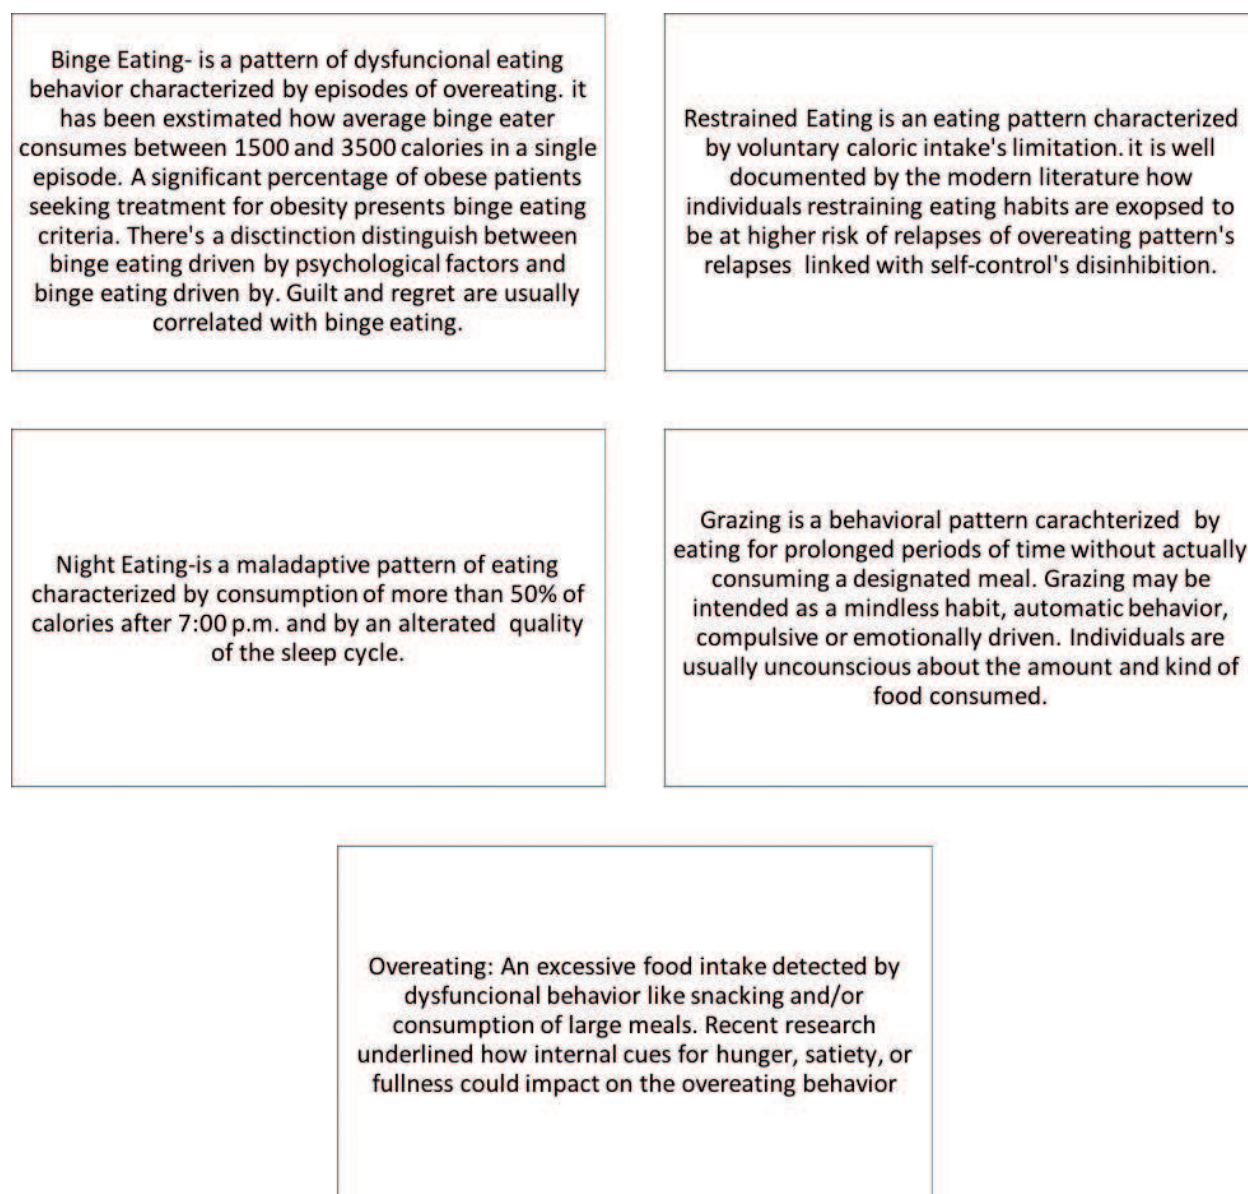 Binge Eating- is a pattern of dysfuncional eating
behavior characterized by episodes of overeating. it
has been exstimated how average binge eater
consumes between 1500 and 3500 calories in a single
episode. A significant percentage of obese patients
seeking treatment for obesity presents binge eating
criteria. There's a disctinction distinguish between
binge eating driven by psychological factors and
binge eating driven by. Guilt and regret are usually
correlated with binge eating.
Restrained Eating is an eating pattern characterized
by voluntary caloric intake's limitation. it is well
documented by the modern literature how
individuals restraining eating habits are exopsed to
be at higher risk of relapses of overeating pattern's
relapses linked with self-control's disinhibition.
Night Eating-is a maladaptive pattern of eating
characterized by consumption of more than 50% of
calories after 7:00 p.m. and by an alterated quality
of the sleep cycle.
Grazing is a behavioral pattern carachterized by
eating for prolonged periods of time without actually
consuming a designated meal. Grazing may be
intended as a mindless habit, automatic behavior,
compulsive or emotionally driven. Individuals are
usually uncounscious about the amount and kind of
food consumed.
Overeating: An excessive food intake detected by
dysfuncional behavior like snacking and/or
consumption of large meals. Recent research
underlined how internal cues for hunger, satiety, or
fullness could impact on the overeating behavior